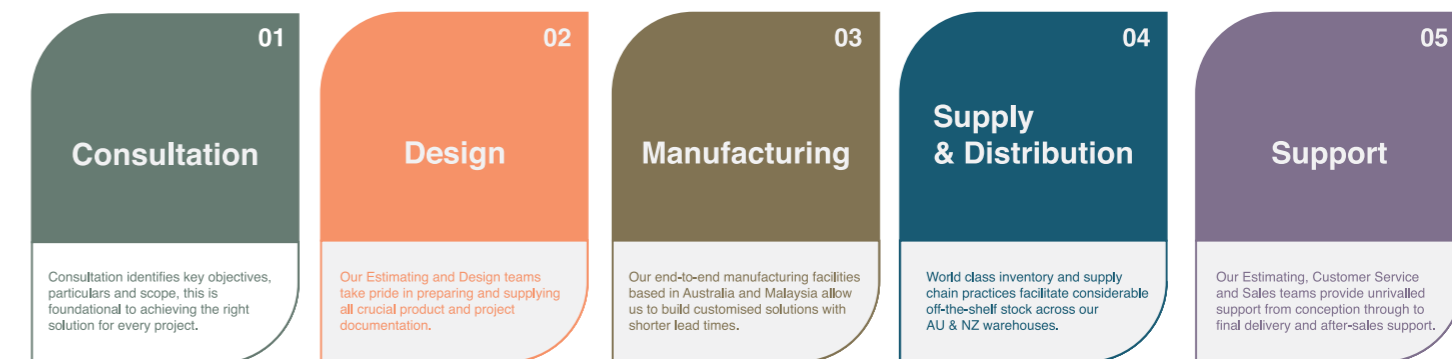 01
Consultation
Consultation identifies key objectives,
particulars and scope, this is
foundational to achieving the right
solution for every project.
02
Design
Our Estimating and Design teams
take pride in preparing and supplying
all crucial product and project
documentation.
03
Manufacturing
Our end-to-end manufacturing facilities
based in Australia and Malaysia allow
us to build customised solutions with
shorter lead times.
04
Supply
& Distribution
World class inventory and supply
chain practices facilitate considerable
off-the-shelf stock across our
AU & NZ warehouses.
05
Support
Our Estimating, Customer Service
and Sales teams provide unrivalled
support from conception through to
final delivery and after-sales support.